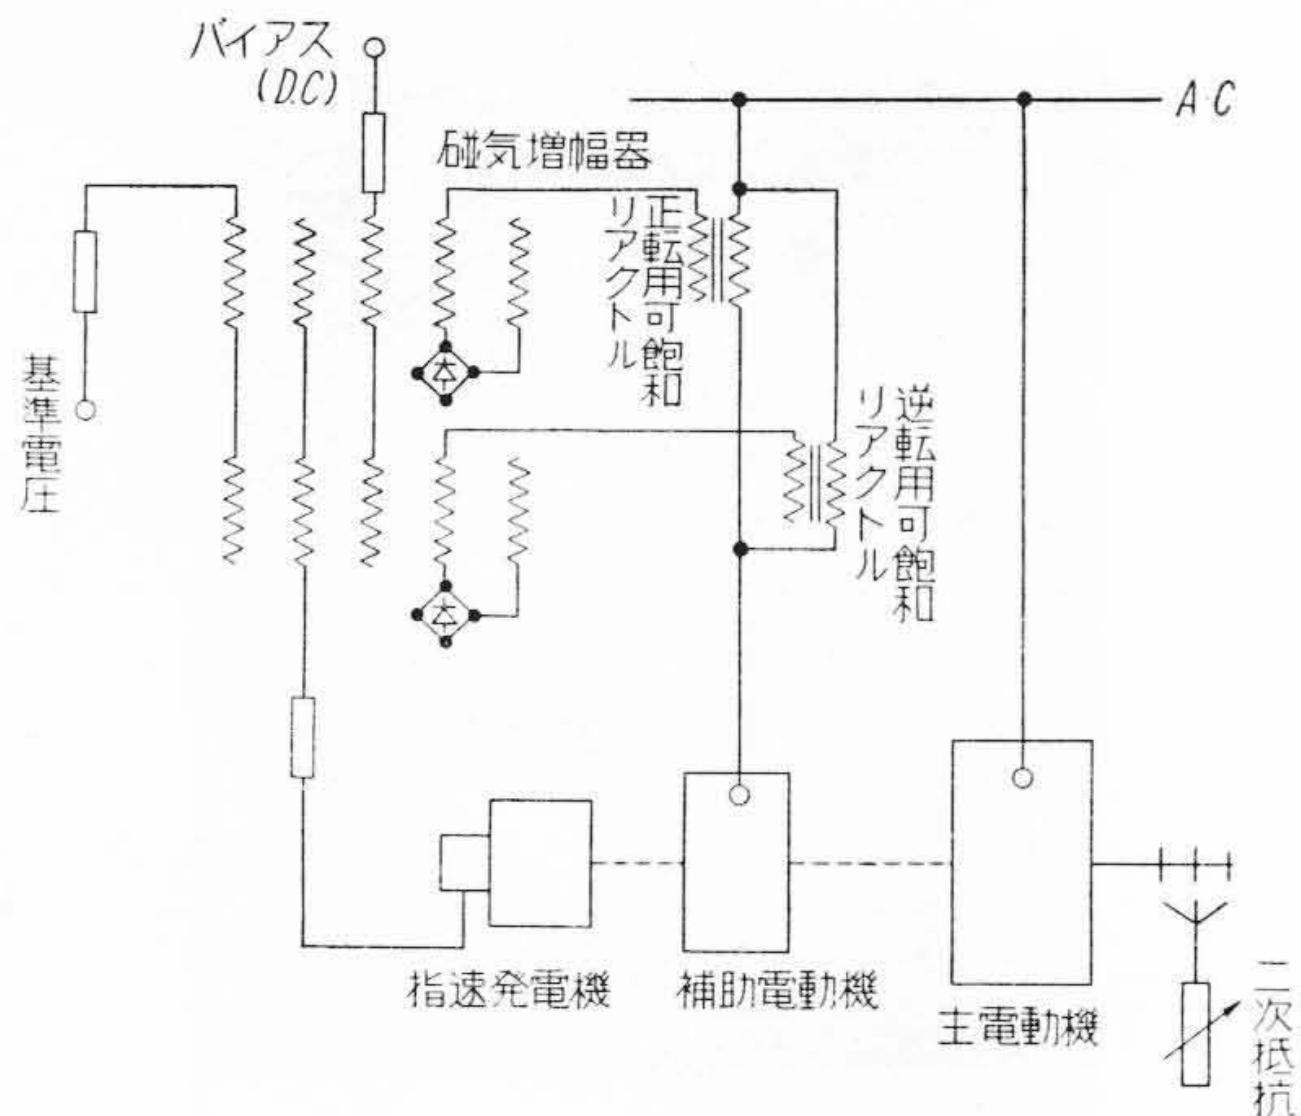 バイアス
(D.C)
A·C
磁気増幅器
正転用可飽和
リアクトル
基準電圧
逆転用可飽和
リアクトル
指速発電機
補助電動機
主電動機
二次抵抗